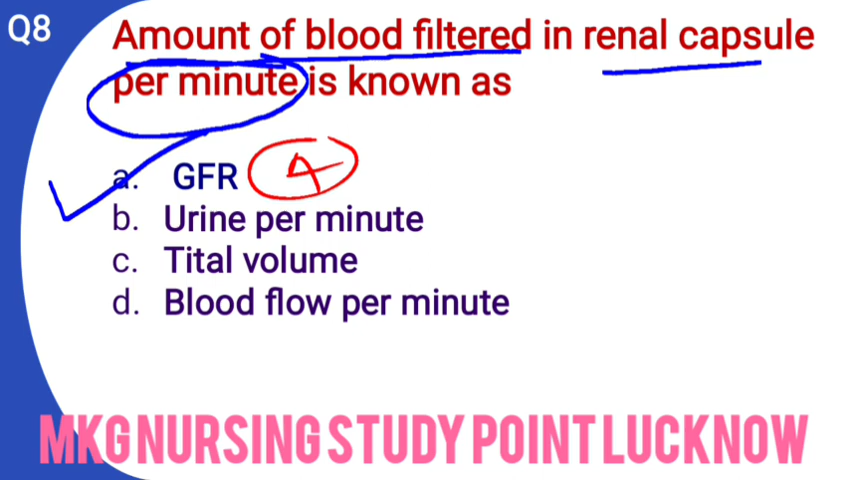 Q8
Amount of blood filtered in renal capsule
per minute is known as
a. GFR A
b. Urine per minute
c. Tital volume
d. Blood flow per minute
MKG NURSING STUDY POINT LUCKNOW